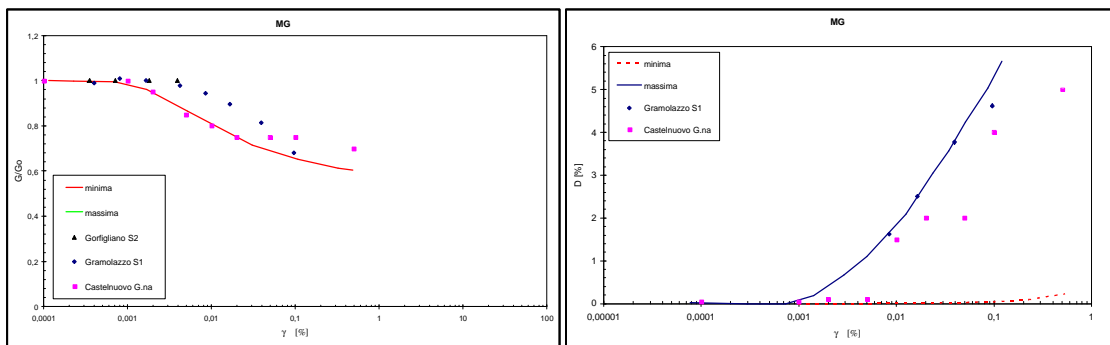 MG
1,2
1
0,8
0,6
0,4
0,2
0
G/Go
minima
massima
Gorfigliano S2
Gramolazzo S1
Castelnuovo G.na
0,0001 0,001 0,01 0,1 1 10 100
γ [%]
MG
6
5
4
3
2
1
0
D [%]
minima
massima
Gramolazzo S1
Castelnuovo G.na
0,00001 0,0001 0,001 0,01 0,1 1
γ [%]